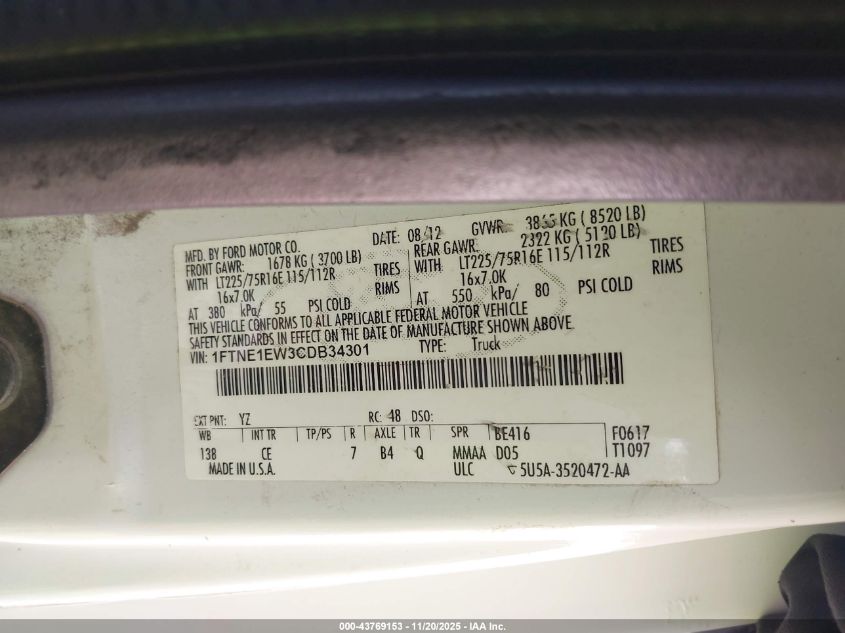 MFD. BY FORD MOTOR CO. DATE: 08/12 GVWR: KG ( 8520 LB)
FRONT GAWR: 1678 KG ( 3700 LB) REAR GAWR: 2322 KG ( 5120 LB)
WITH LT225/75R16E 115/112R TIRES WITH LT225/75R16E 115/112R TIRES
16x7.0K RIMS 16x7.0K RIMS
AT 380 kPa/ 55 PSI COLD AT 550 kPa/ 80 PSI COLD
THIS VEHICLE CONFORMS TO ALL APPLICABLE FEDERAL MOTOR VEHICLE
SAFETY STANDARDS IN EFFECT ON THE DATE OF MANUFACTURE SHOWN ABOVE.
VIN: 1FTNE1EW3CDB34301 TYPE: Truck
EXT PNT: YZ RC: 48 DSO:
WB INT TR TP/PS R AXLE TR SPR BE416 F0617
138 CE 7 B4 Q MMAA D05 T1097
MADE IN U.S.A. ULC 5U5A-3520472-AA
000-43769153 - 11/20/2025 - IAA Inc.